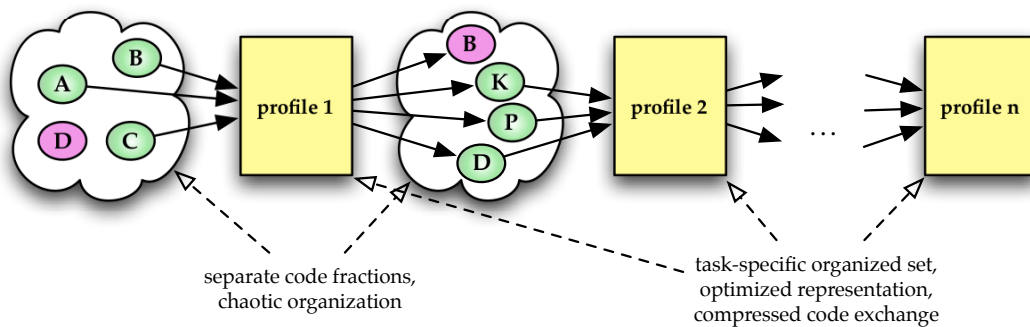 B
A
D
C
profile 1
B
K
P
D
profile 2
...
profile n
separate code fractions,
chaotic organization
task-specific organized set,
optimized representation,
compressed code exchange